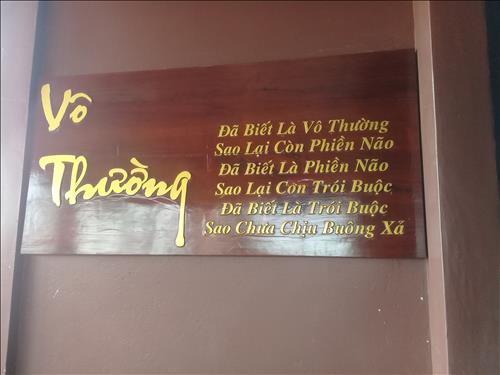 Vô
Thường
Đã Biết Là Vô Thường
Sao Lại Còn Phiền Não
Đã Biết Là Phiền Não
Sao Lại Còn Trói Buộc
Đã Biết Là Trói Buộc
Sao Chưa Chịu Buông Xả